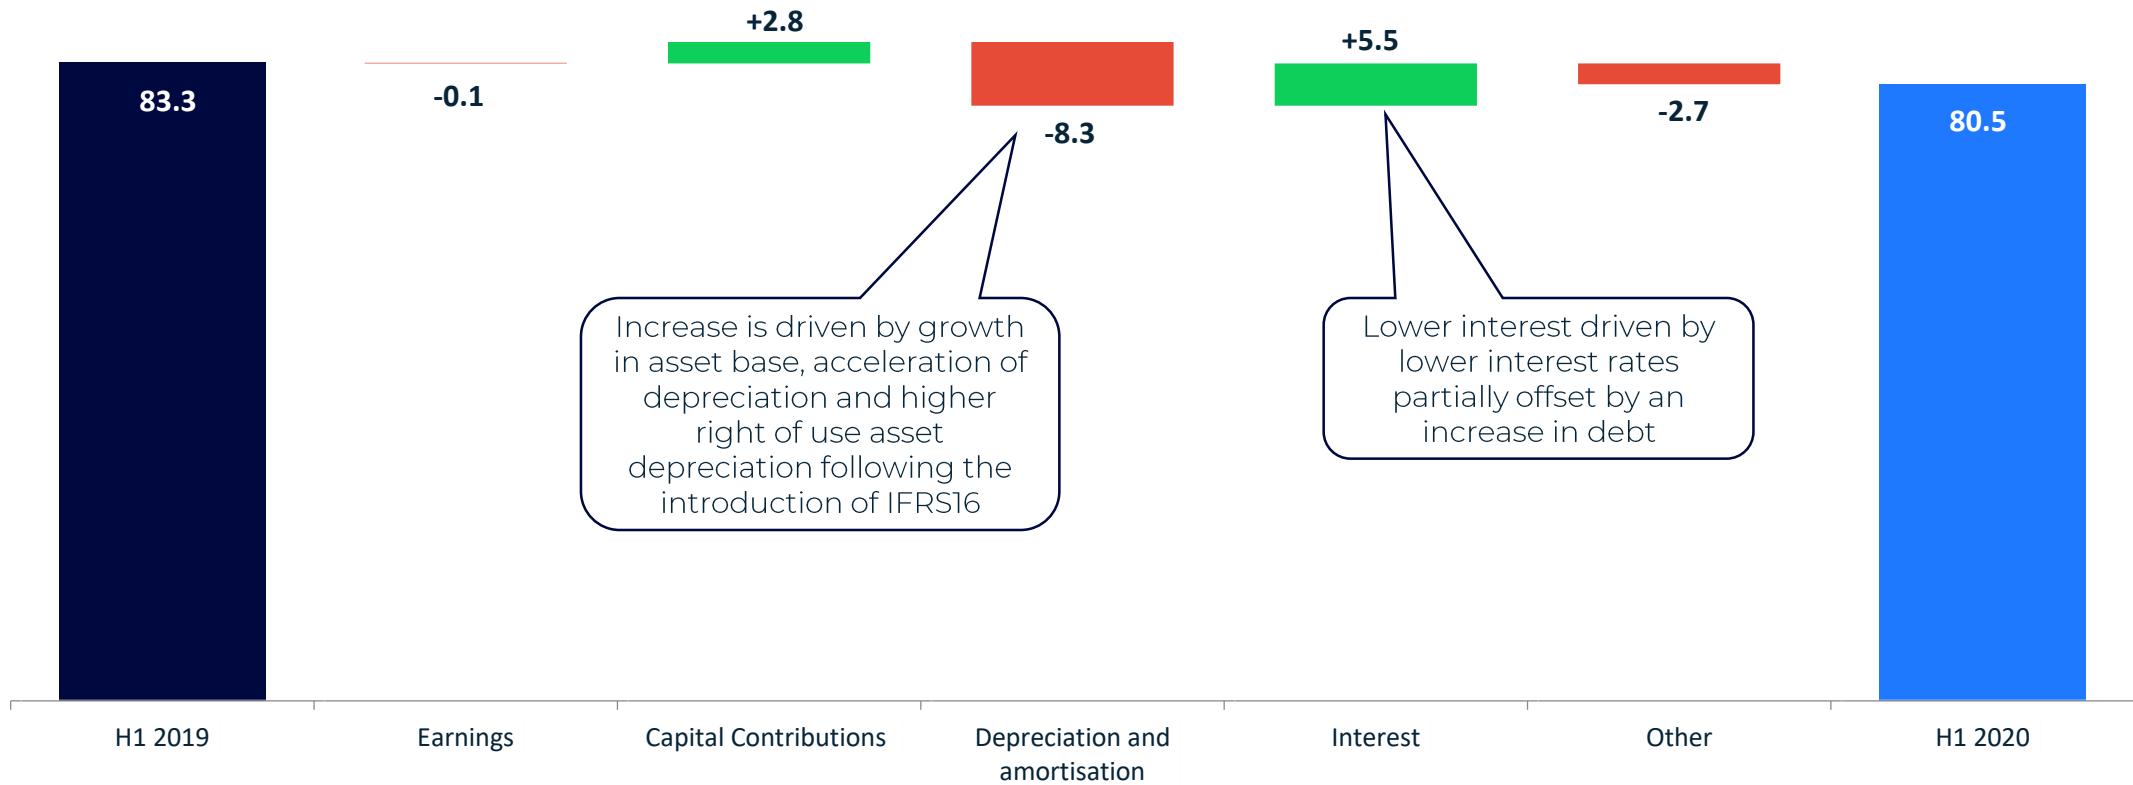 +2.8
+5.5
83.3
-0.1
-8.3
-2.7
80.5
Increase is driven by growth
in asset base, acceleration of
depreciation and higher
right of use asset
depreciation following the
introduction of IFRS16
Lower interest driven by
lower interest rates
partially offset by an
increase in debt
H1 2019
Earnings
Capital Contributions
Depreciation and
amortisation
Interest
Other
H1 2020